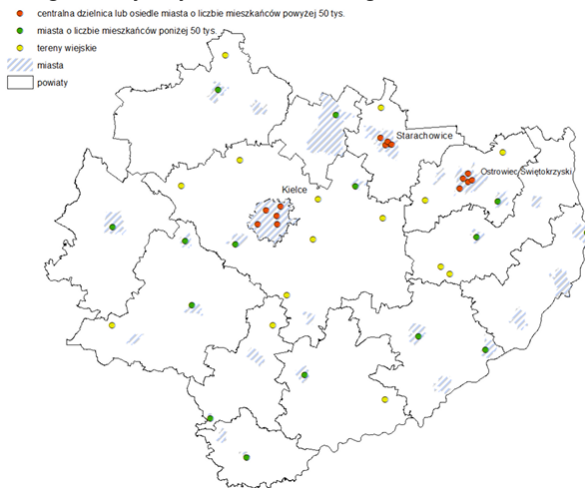 centralna dzielnica lub osiedle miasta o liczbie mieszkańców powyżej 50 tys.
miasta o liczbie mieszkańców poniżej 50 tys.
tereny wiejskie
miasta
powiaty
Starachowice
Ostrowiec Świętokrzyski
Kielce